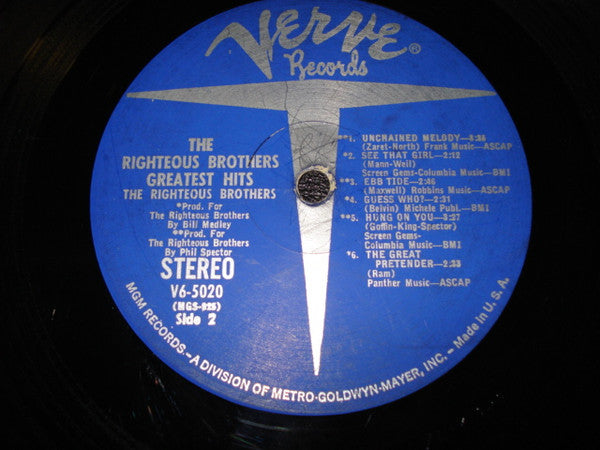 Verve®
Records
THE
RIGHTEOUS BROTHERS
GREATEST HITS
THE RIGHTEOUS BROTHERS
*Prod. For
The Righteous Brothers
By Bill Medley
**Prod. For
The Righteous Brothers
By Phil Spector
STEREO
V6-5020
(MGS-925)
Side 2
**1. UNCHAINED MELODY—3:36
(Zaret-North) Frank Music—ASCAP
*2. SEE THAT GIRL—2:12
(Mann-Weil)
Screen Gems-Columbia Music—BMI
**3. EBB TIDE—2:46
(Maxwell) Robbins Music—ASCAP
*4. GUESS WHO?—2:31
(Belvin) Michele Publ.—BMI
**5. HUNG ON YOU—3:27
(Goffin-King-Spector)
Screen Gems-
Columbia Music—BMI
*6. THE GREAT
PRETENDER—2:33
(Ram)
Panther Music—ASCAP
MGM RECORDS—A DIVISION OF METRO-GOLDWYN-MAYER, INC.—Made in U.S.A.